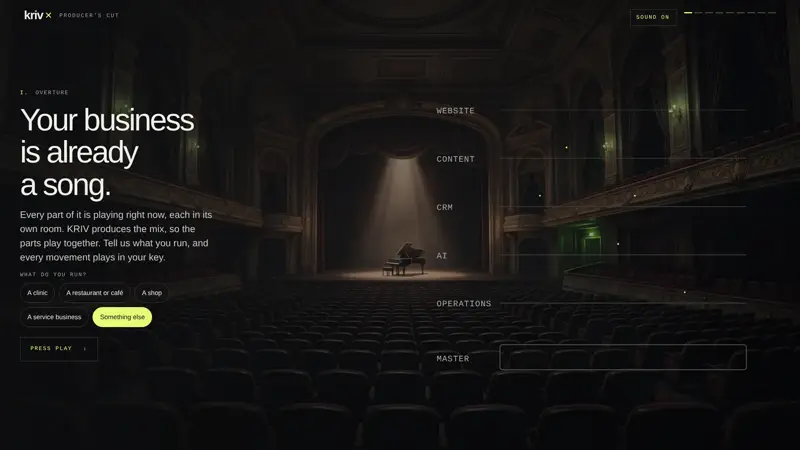 kriv× PRODUCER'S CUT
SOUND ON
I. OVERTURE
Your business
is already
a song.
Every part of it is playing right now, each in its
own room. KRIV produces the mix, so the
parts play together. Tell us what you run, and
every movement plays in your key.
WHAT DO YOU RUN?
A clinic
A restaurant or café
A shop
A service business
Something else
PRESS PLAY ↓
WEBSITE
CONTENT
CRM
AI
OPERATIONS
MASTER